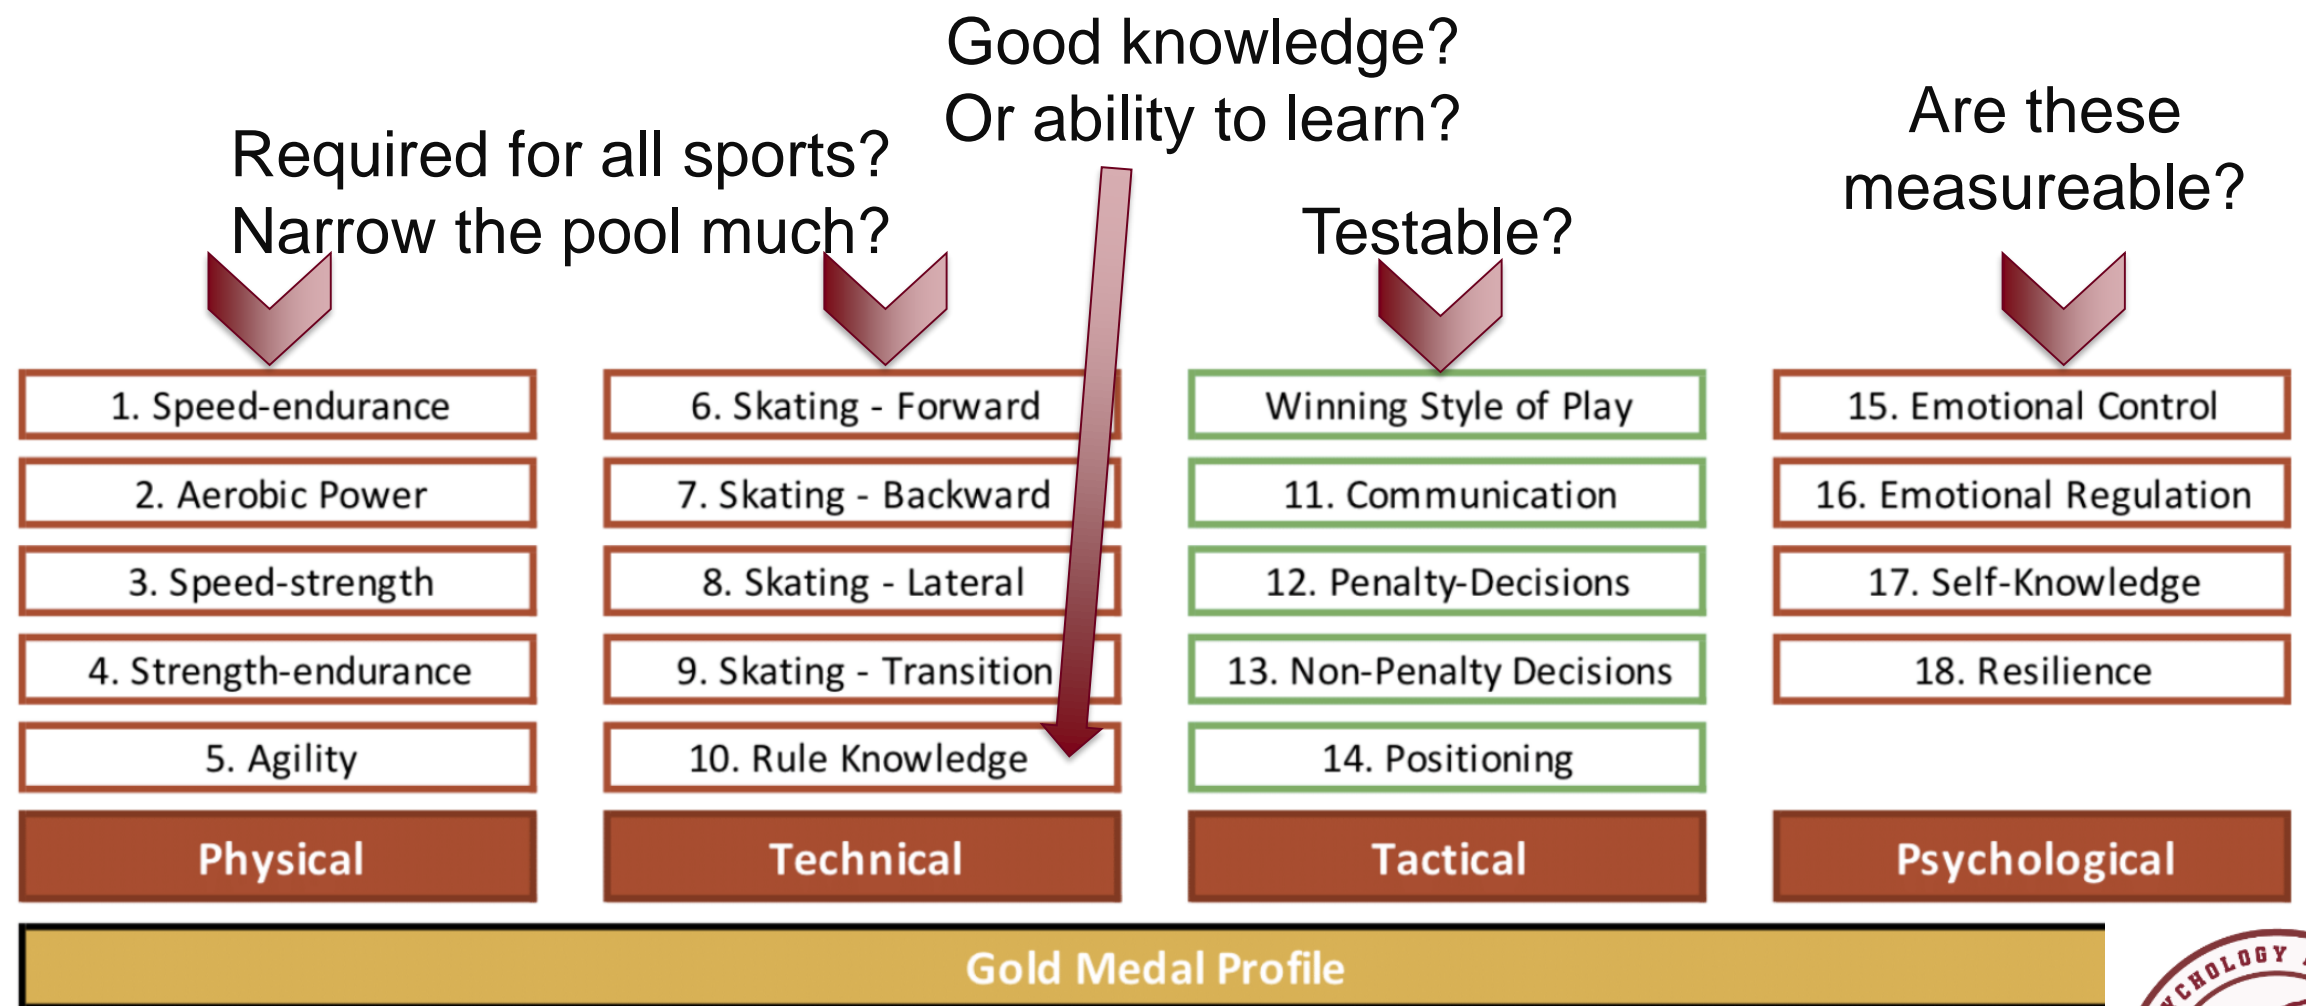 Good knowledge?
Or ability to learn?
Required for all sports?
Narrow the pool much?
Testable?
Are these
measureable?
1. Speed-endurance
2. Aerobic Power
3. Speed-strength
4. Strength-endurance
5. Agility
Physical
6. Skating - Forward
7. Skating - Backward
8. Skating - Lateral
9. Skating - Transition
10. Rule Knowledge
Technical
Winning Style of Play
11. Communication
12. Penalty-Decisions
13. Non-Penalty Decisions
14. Positioning
Tactical
15. Emotional Control
16. Emotional Regulation
17. Self-Knowledge
18. Resilience
Psychological
Gold Medal Profile